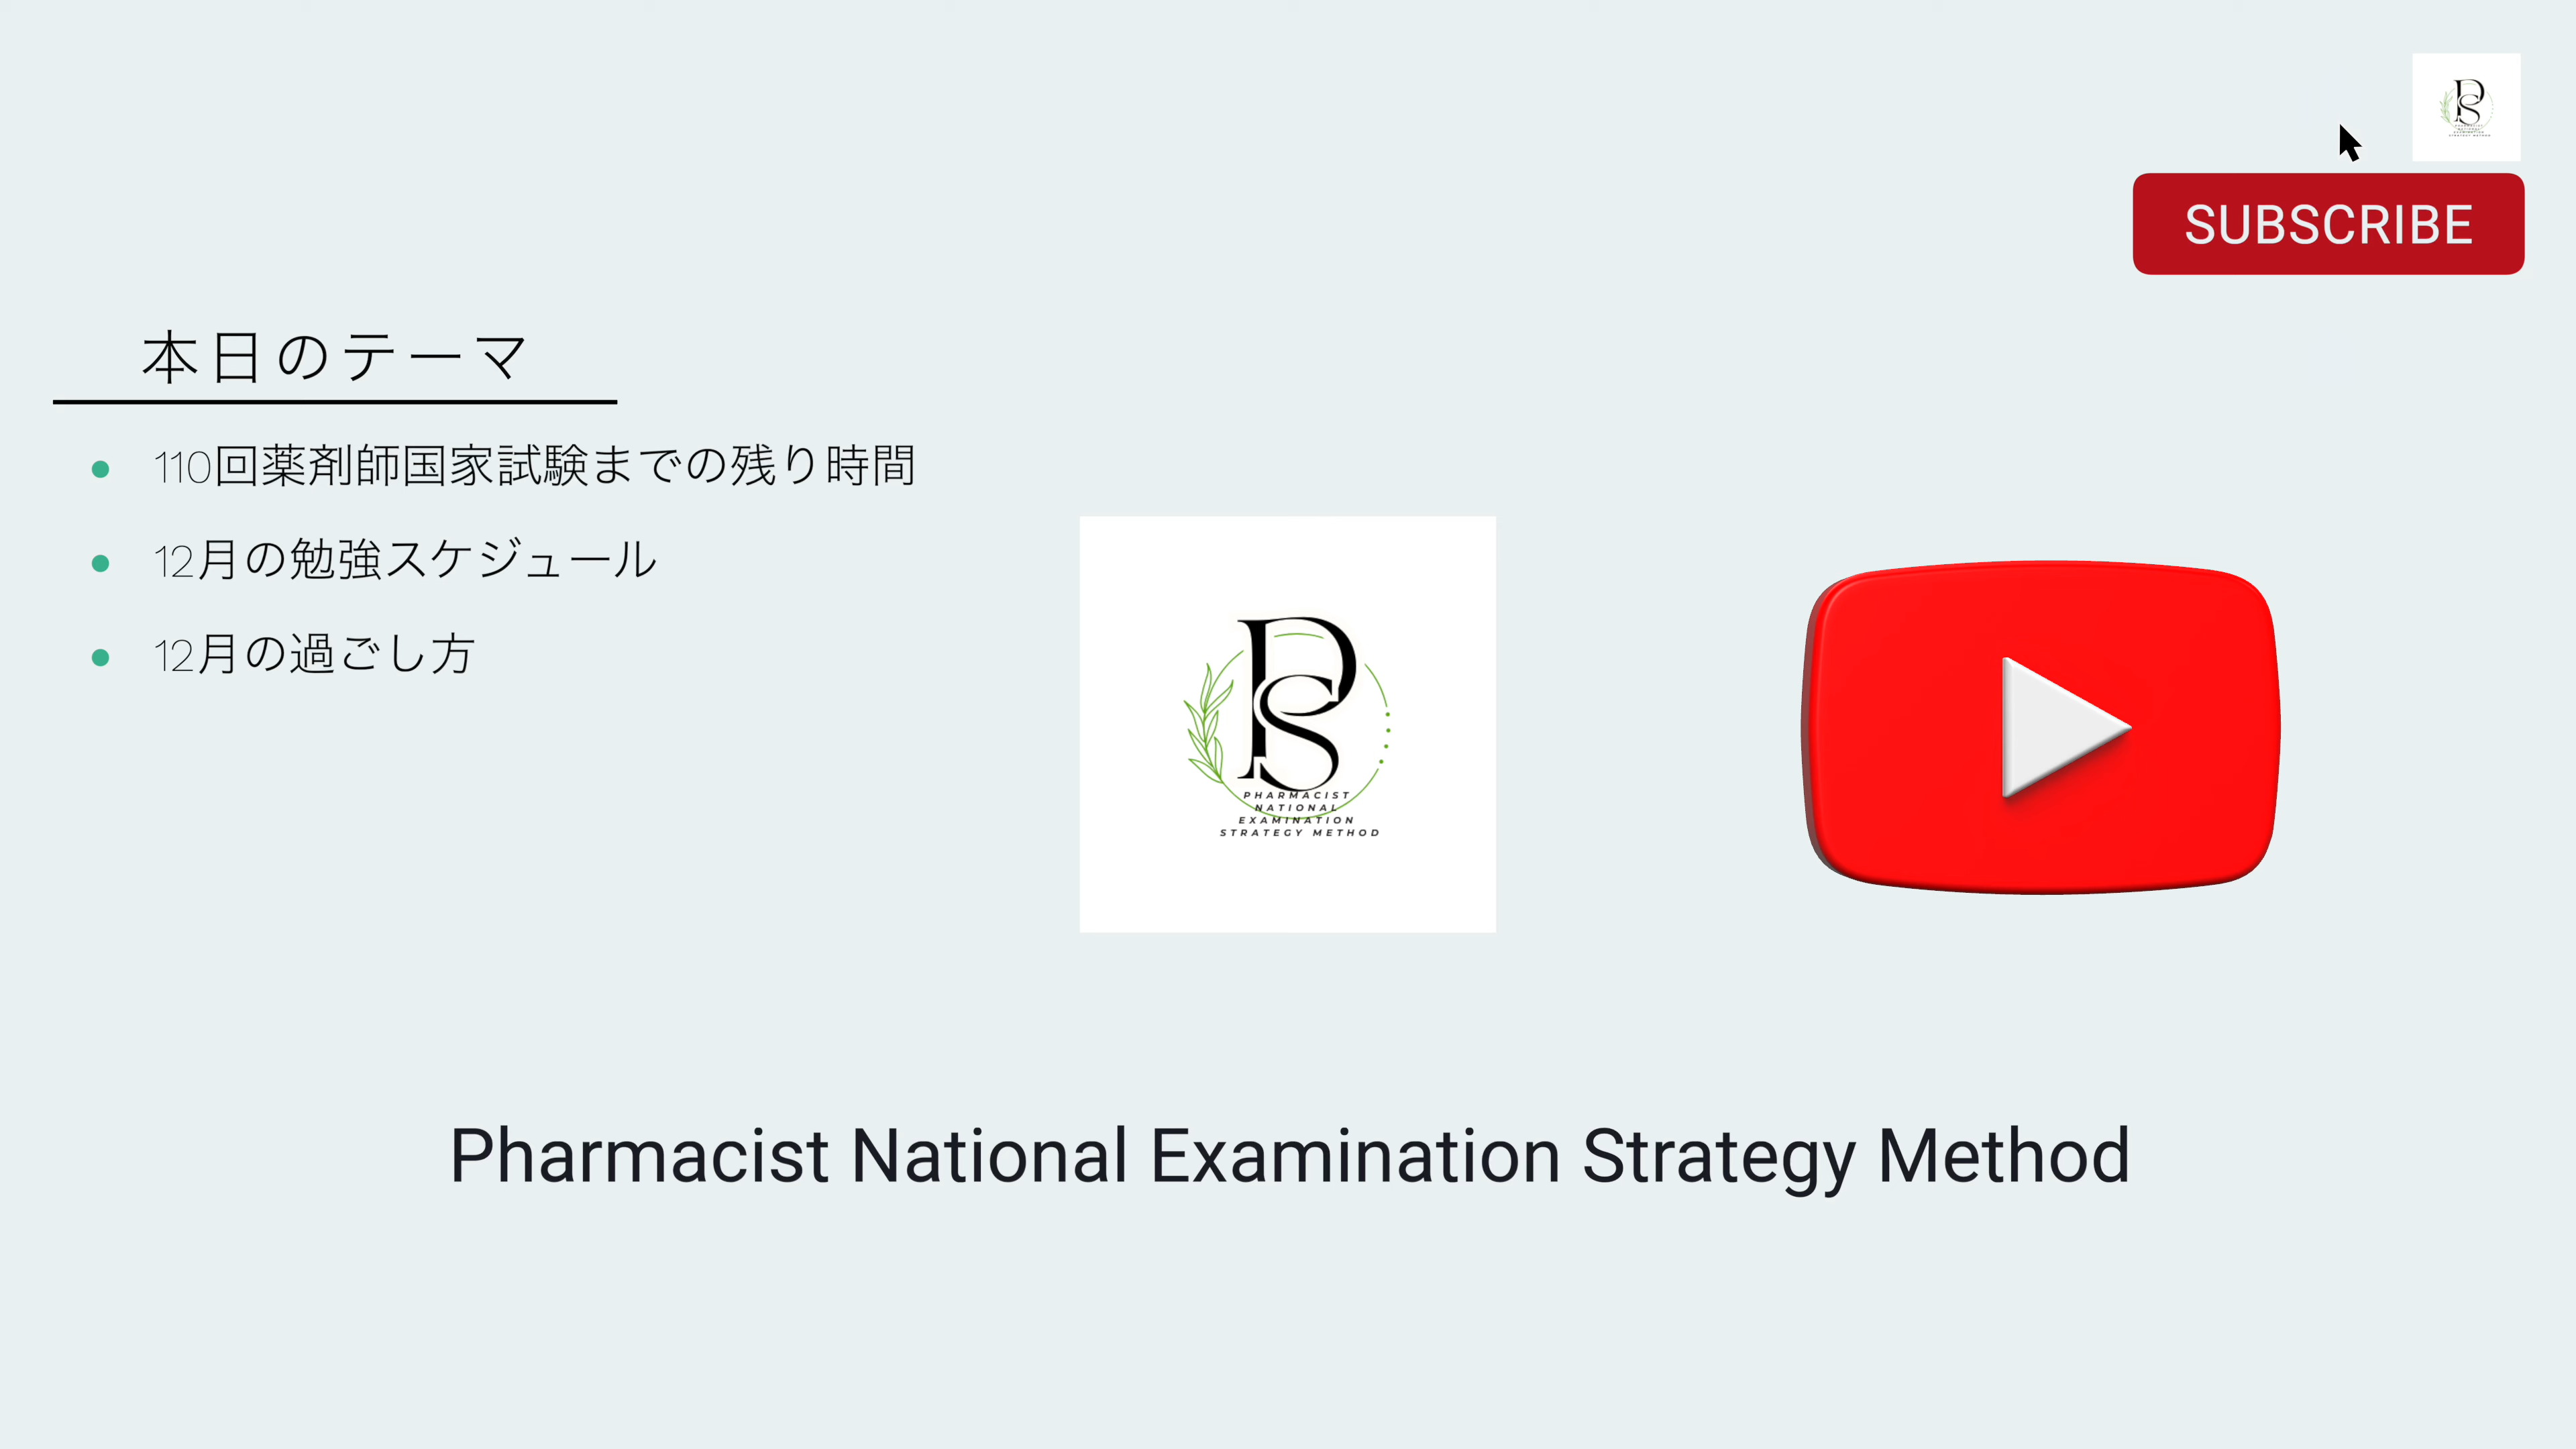 SUBSCRIBE
本日のテーマ
110回薬剤師国家試験までの残り時間
12月の勉強スケジュール
12月の過ごし方
PS
PHARMACIST
NATIONAL
EXAMINATION
STRATEGY METHOD
Pharmacist National Examination Strategy Method